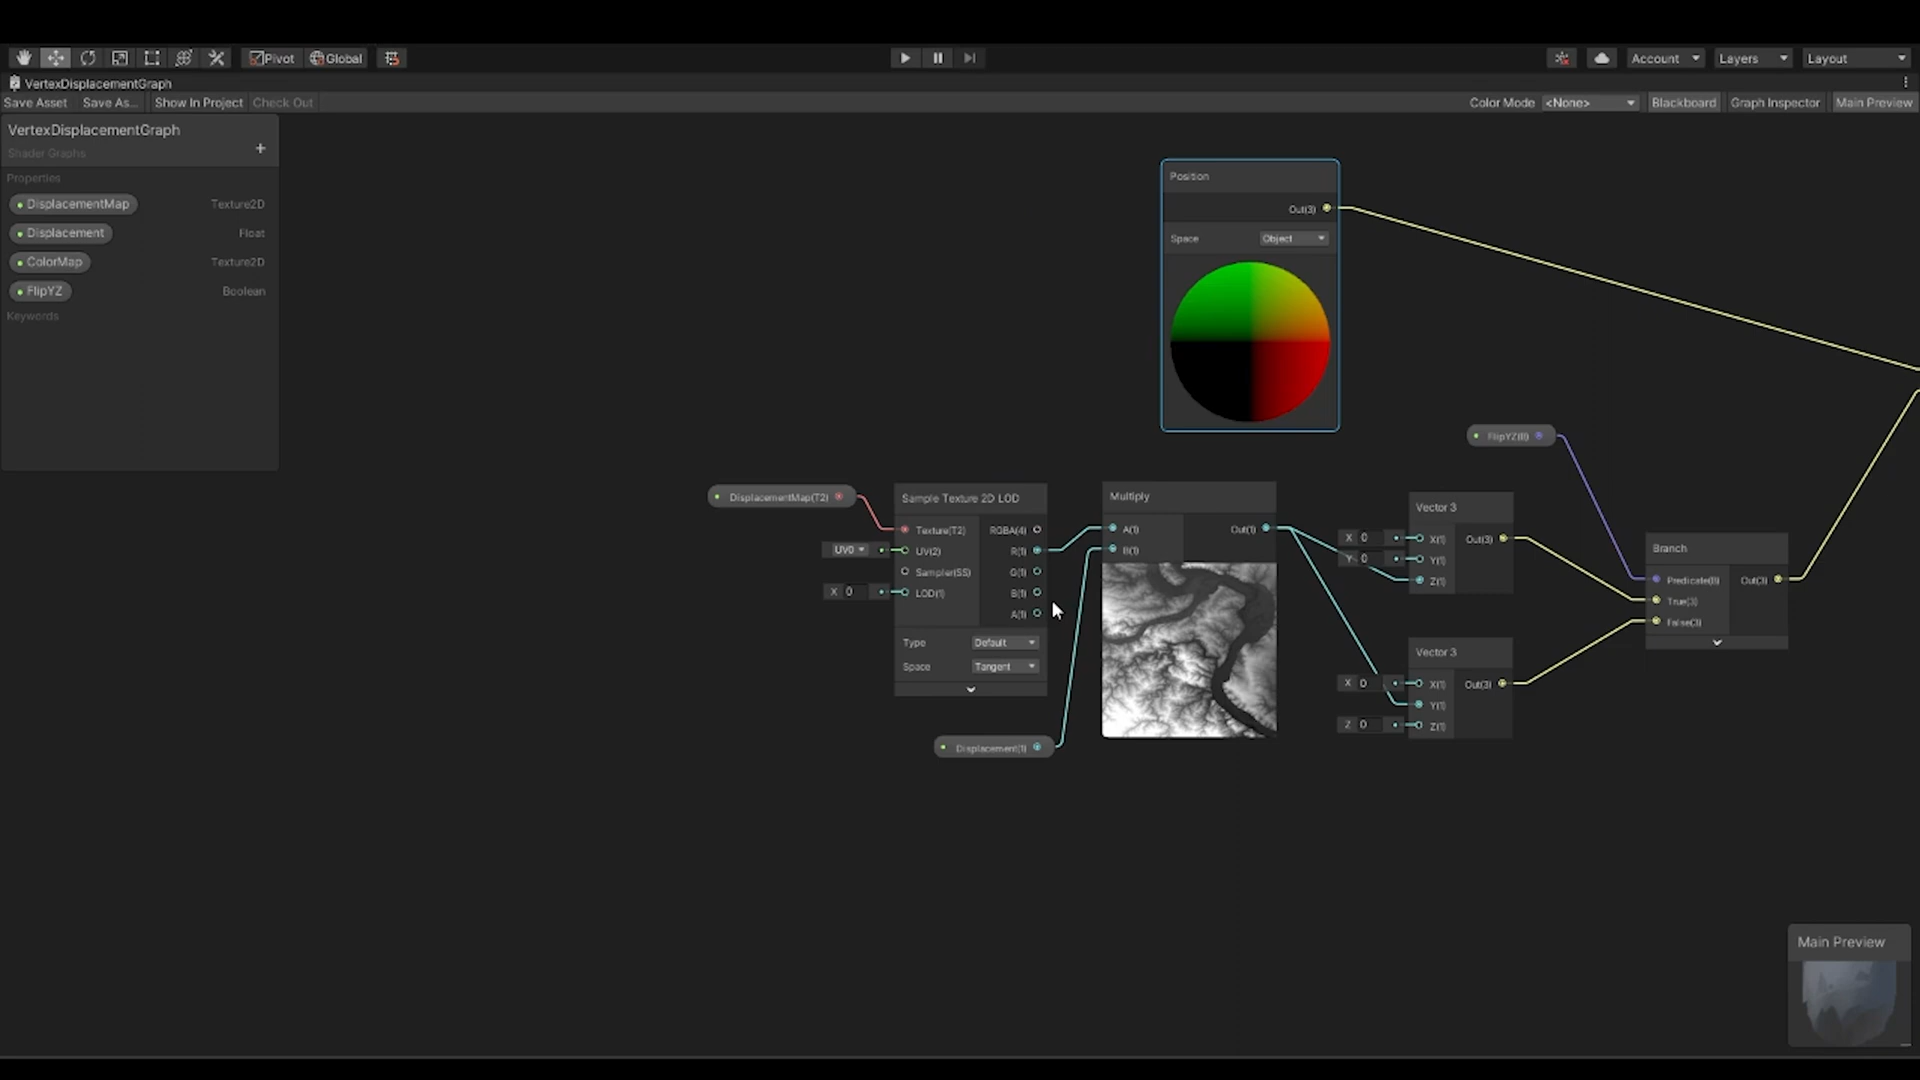 Pivot Global Account Layers Layout
VertexDisplacementGraph
Save Asset Save As... Show In Project Check Out Color Mode <None> Blackboard Graph Inspector Main Preview
VertexDisplacementGraph
Shader Graphs
+
Properties
DisplacementMap Texture2D
Displacement Float
ColorMap Texture2D
FlipYZ Boolean
Keywords
Position
Out(3)
Space Object
FlipYZ(B)
DisplacementMap(T2)
Sample Texture 2D LOD
Texture(T2) RGBA(4)
UV0 UV(2) R(1)
Sampler(SS) G(1)
X 0 LOD(1) B(1)
A(1)
Type Default
Space Tangent
Displacement(1)
Multiply
A(1) Out(1)
B(1)
Vector 3
X 0 X(1) Out(3)
Y 0 Y(1)
Z(1)
Vector 3
X 0 X(1) Out(3)
Y(1)
Z 0 Z(1)
Branch
Predicate(B) Out(3)
True(3)
False(3)
Main Preview